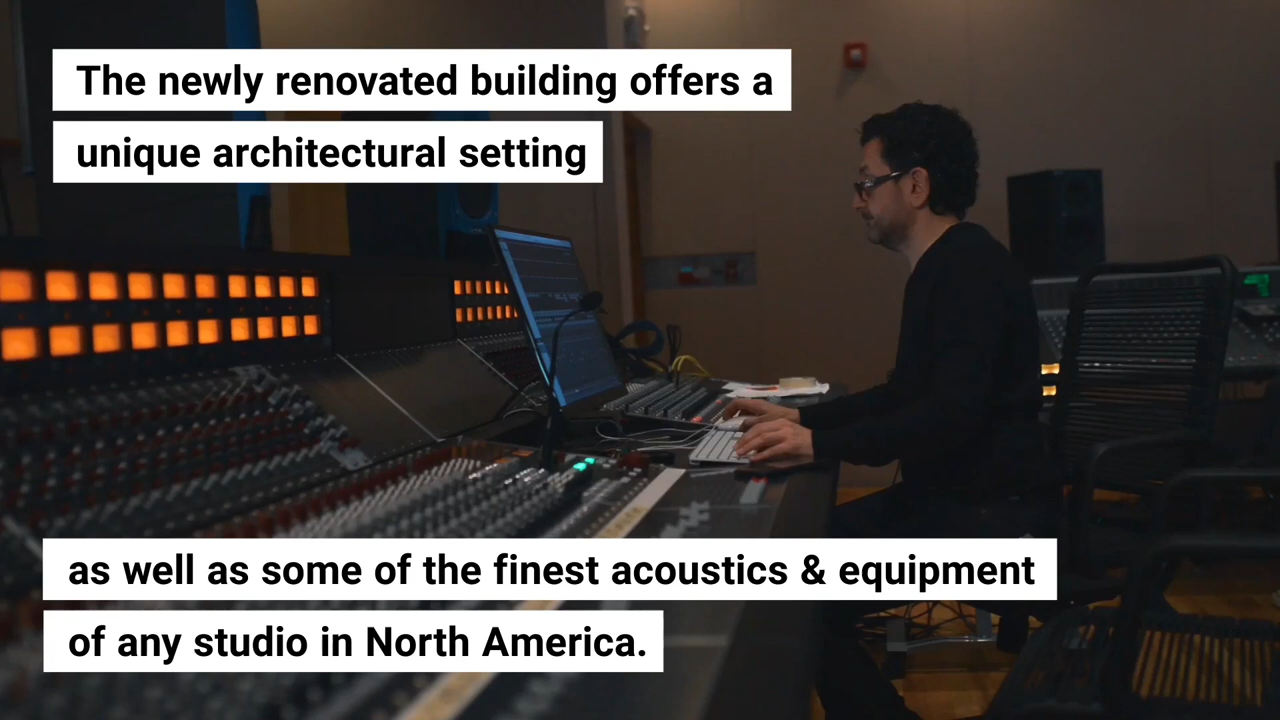 The newly renovated building offers a
unique architectural setting
as well as some of the finest acoustics & equipment
of any studio in North America.